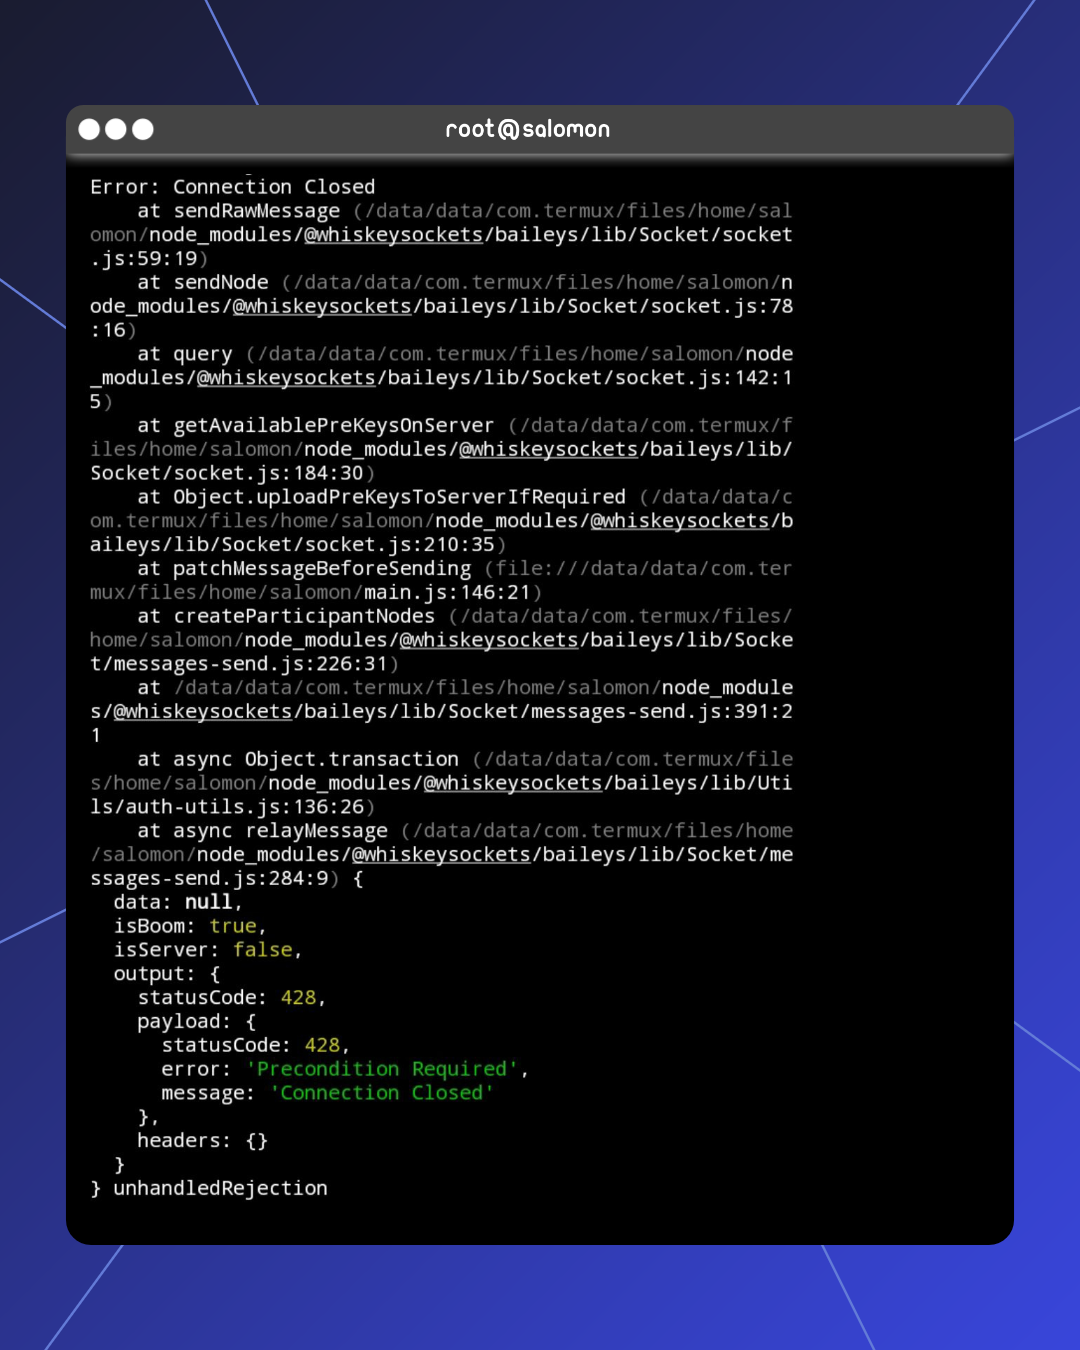 root@salomon
Error: Connection Closed
    at sendRawMessage (/data/data/com.termux/files/home/sal
omon/node_modules/@whiskeysockets/baileys/lib/Socket/socket
.js:59:19)
    at sendNode (/data/data/com.termux/files/home/salomon/n
ode_modules/@whiskeysockets/baileys/lib/Socket/socket.js:78
:16)
    at query (/data/data/com.termux/files/home/salomon/node
_modules/@whiskeysockets/baileys/lib/Socket/socket.js:142:1
5)
    at getAvailablePreKeysOnServer (/data/data/com.termux/f
iles/home/salomon/node_modules/@whiskeysockets/baileys/lib/
Socket/socket.js:184:30)
    at Object.uploadPreKeysToServerIfRequired (/data/data/c
om.termux/files/home/salomon/node_modules/@whiskeysockets/b
aileys/lib/Socket/socket.js:210:35)
    at patchMessageBeforeSending (file:///data/data/com.ter
mux/files/home/salomon/main.js:146:21)
    at createParticipantNodes (/data/data/com.termux/files/
home/salomon/node_modules/@whiskeysockets/baileys/lib/Socke
t/messages-send.js:226:31)
    at /data/data/com.termux/files/home/salomon/node_module
s/@whiskeysockets/baileys/lib/Socket/messages-send.js:391:2
1
    at async Object.transaction (/data/data/com.termux/file
s/home/salomon/node_modules/@whiskeysockets/baileys/lib/Uti
ls/auth-utils.js:136:26)
    at async relayMessage (/data/data/com.termux/files/home
/salomon/node_modules/@whiskeysockets/baileys/lib/Socket/me
ssages-send.js:284:9) {
  data: null,
  isBoom: true,
  isServer: false,
  output: {
    statusCode: 428,
    payload: {
      statusCode: 428,
      error: 'Precondition Required',
      message: 'Connection Closed'
    },
    headers: {}
  }
} unhandledRejection